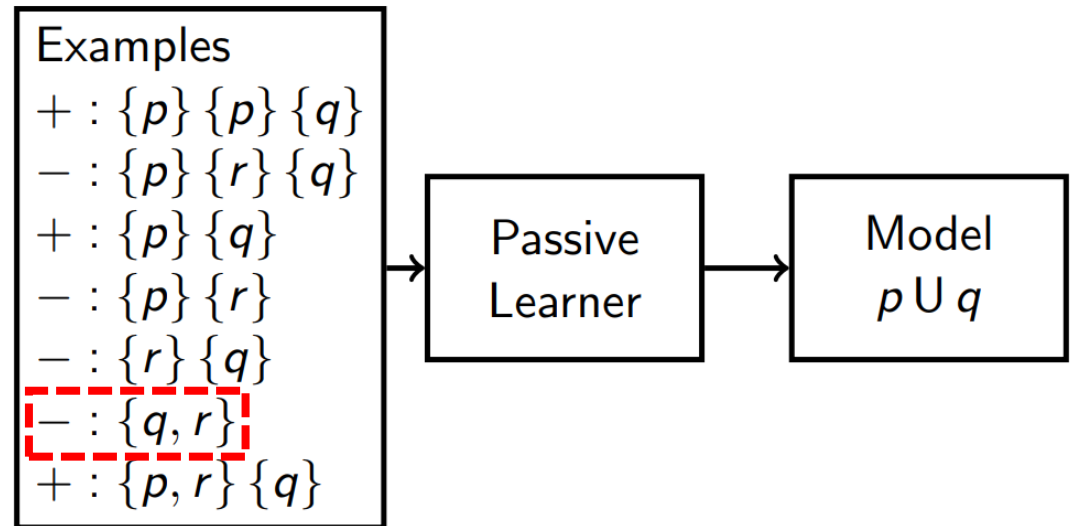 Examples
+ : {p} {p} {q}
− : {p} {r} {q}
+ : {p} {q}
− : {p} {r}
− : {r} {q}
− : {q, r}
+ : {p, r} {q}
Passive
Learner
Model
p U q